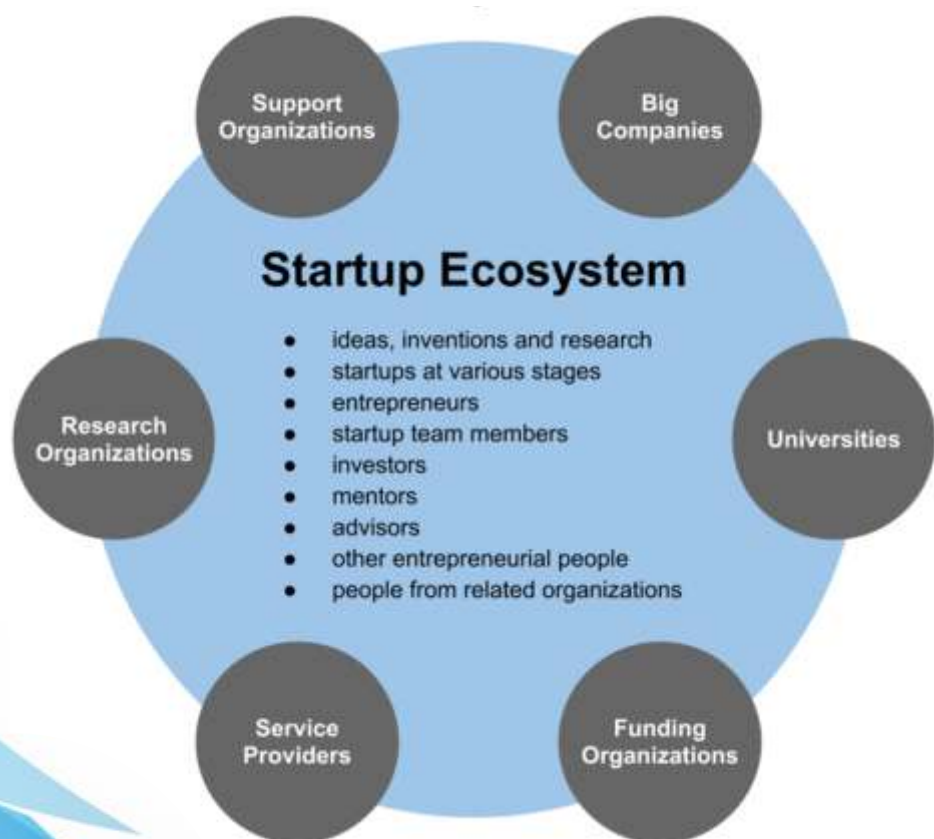 Support
Organizations
Big
Companies
Startup Ecosystem
● ideas, inventions and research
● startups at various stages
● entrepreneurs
● startup team members
● investors
● mentors
● advisors
● other entrepreneurial people
● people from related organizations
Research
Organizations
Universities
Service
Providers
Funding
Organizations